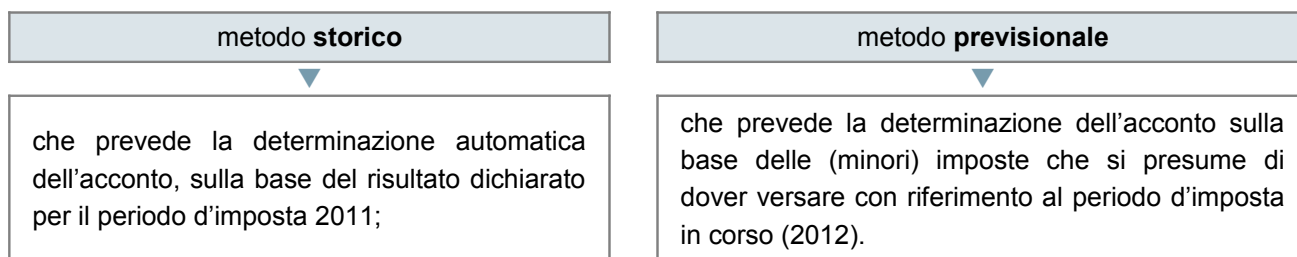 metodo storico
che prevede la determinazione automatica
dell’acconto, sulla base del risultato dichiarato
per il periodo d’imposta 2011;
metodo previsionale
che prevede la determinazione dell’acconto sulla
base delle (minori) imposte che si presume di
dover versare con riferimento al periodo d’imposta
in corso (2012).